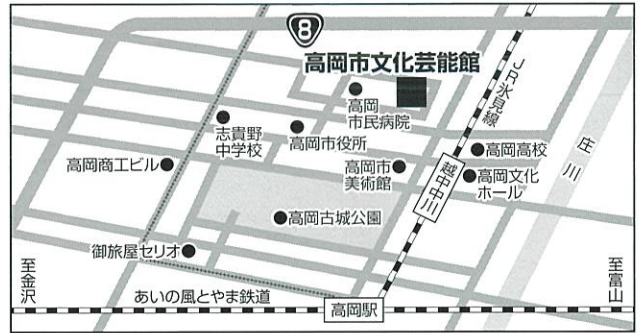 8
高岡市文化芸能館
JR氷見線
高岡
市民病院
志貴野
中学校
高岡市役所
高岡高校
庄川
高岡商工ビル
高岡市
美術館
越中中川
高岡文化
ホール
高岡古城公園
御旅屋セリオ
至金沢
至富山
あいの風とやま鉄道
高岡駅